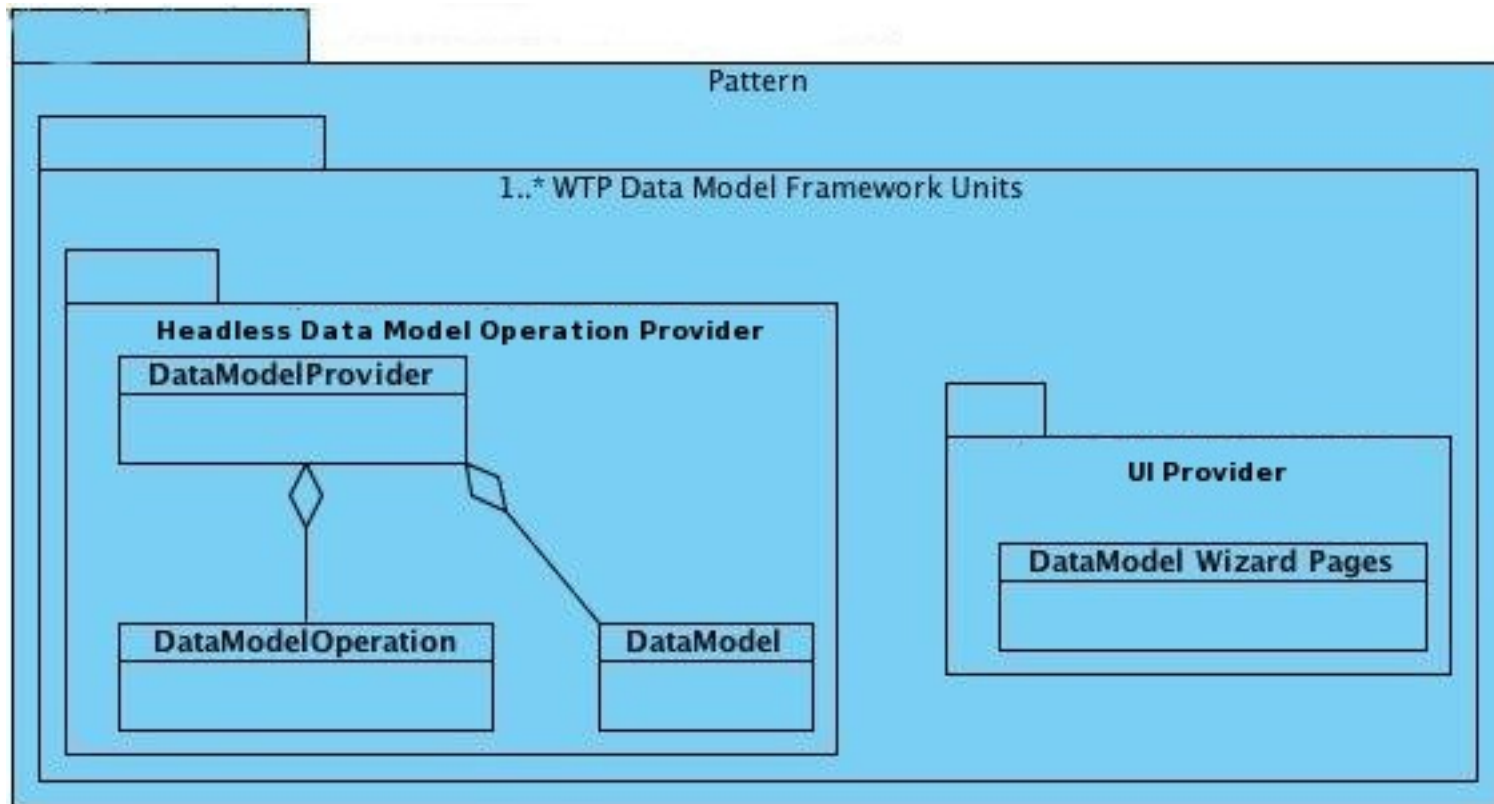 Pattern
1..* WTP Data Model Framework Units
Headless Data Model Operation Provider
DataModelProvider
UI Provider
DataModel Wizard Pages
DataModelOperation
DataModel